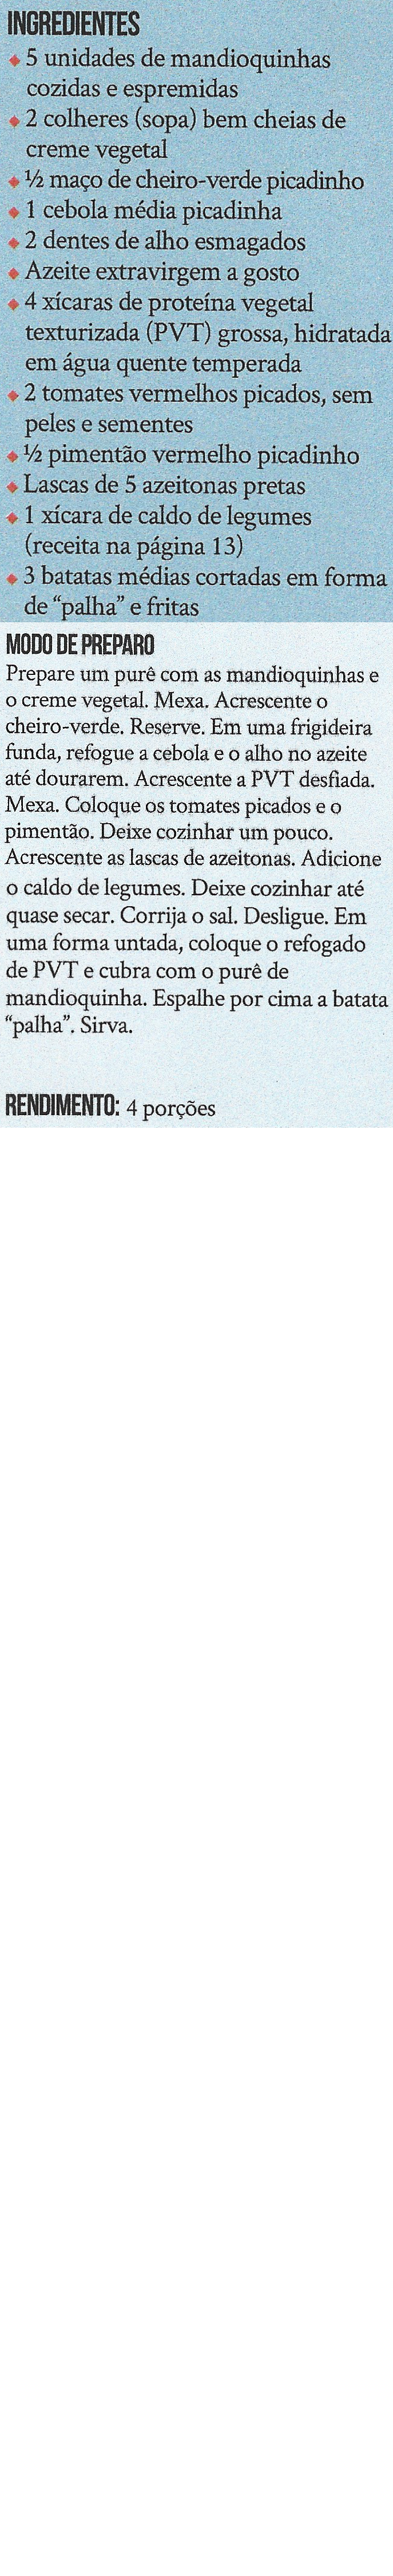 INGREDIENTES
◆ 5 unidades de mandioquinhas
cozidas e espremidas
◆ 2 colheres (sopa) bem cheias de
creme vegetal
◆ ½ maço de cheiro-verde picadinho
◆ 1 cebola média picadinha
◆ 2 dentes de alho esmagados
◆ Azeite extravirgem a gosto
◆ 4 xícaras de proteína vegetal
texturizada (PVT) grossa, hidratada
em água quente temperada
◆ 2 tomates vermelhos picados, sem
peles e sementes
◆ ½ pimentão vermelho picadinho
◆ Lascas de 5 azeitonas pretas
◆ 1 xícara de caldo de legumes
(receita na página 13)
◆ 3 batatas médias cortadas em forma
de “palha” e fritas
MODO DE PREPARO
Prepare um purê com as mandioquinhas e
o creme vegetal. Mexa. Acrescente o
cheiro-verde. Reserve. Em uma frigideira
funda, refogue a cebola e o alho no azeite
até dourarem. Acrescente a PVT desfiada.
Mexa. Coloque os tomates picados e o
pimentão. Deixe cozinhar um pouco.
Acrescente as lascas de azeitonas. Adicione
o caldo de legumes. Deixe cozinhar até
quase secar. Corrija o sal. Desligue. Em
uma forma untada, coloque o refogado
de PVT e cubra com o purê de
mandioquinha. Espalhe por cima a batata
“palha”. Sirva.
RENDIMENTO: 4 porções